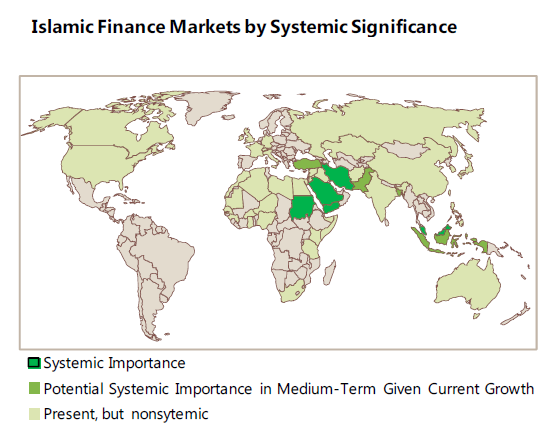 Islamic Finance Markets by Systemic Significance
Systemic Importance
Potential Systemic Importance in Medium-Term Given Current Growth
Present, but nonsytemic